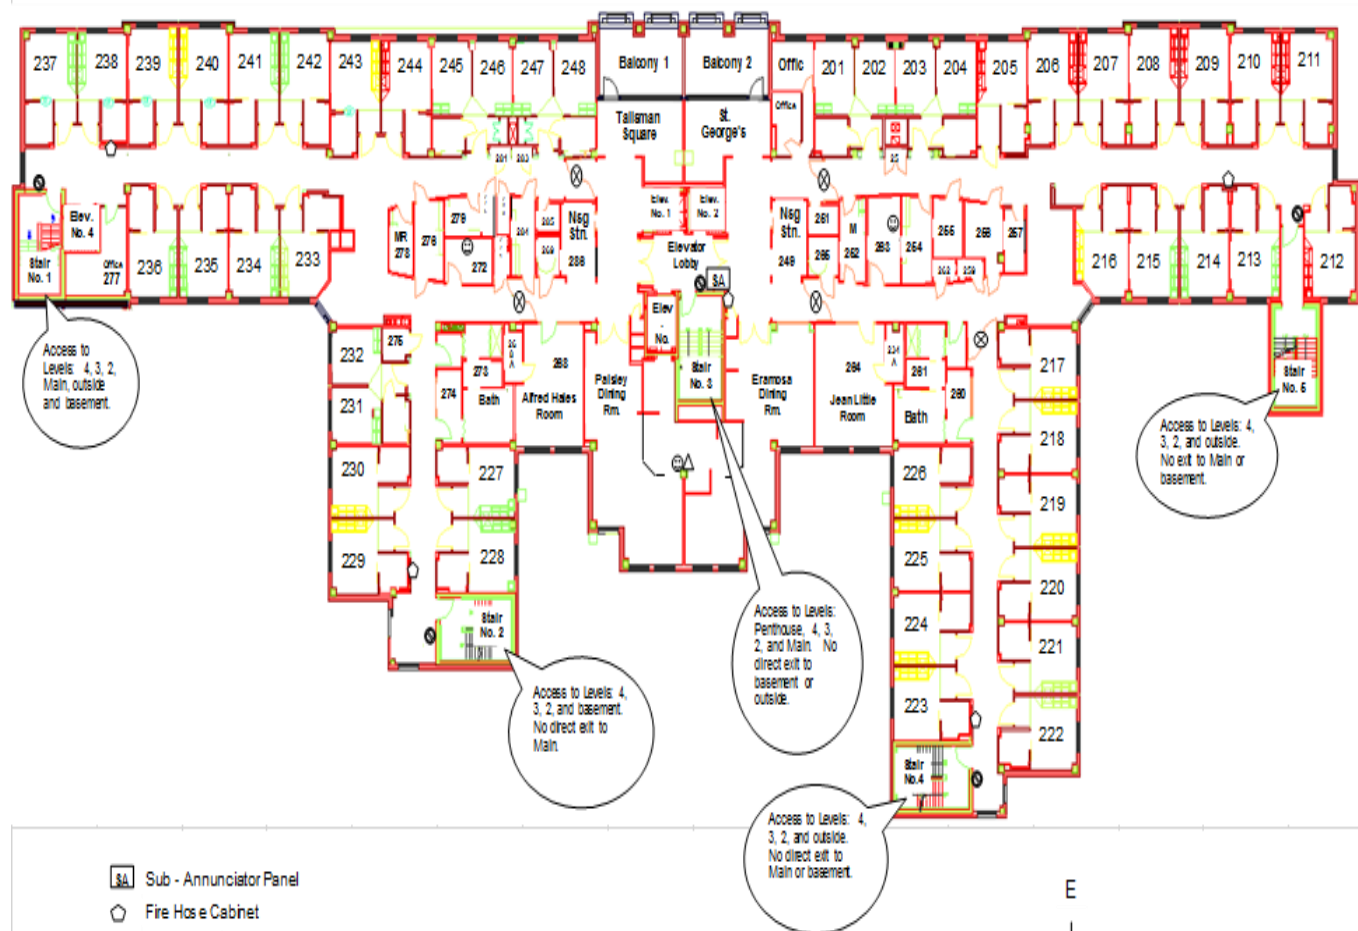 237
238
239
240
241
242
243
244
245
246
247
248
Balcony 1
Balcony 2
Offic
201
202
203
204
205
206
207
208
209
210
211
Office
Talisman
Square
St.
George's
Elev.
No. 4
Stair
No. 1
Office
277
236
235
234
233
MR
278
279
272
Nsg
Stn.
Elev.
No. 1
Elev.
No. 2
Elevator
Lobby
SA
Nsg
Stn.
249
261
265
M
262
263
264
257
216
215
214
213
212
Access to
Levels: 4, 3, 2,
Main, outside
and basement.
232
275
231
274
273
Bath
Alfred Hales
Room
Paisley
Dining
Rm.
Elev
.
No.
Stair
No. 3
Eramosa
Dining
Rm.
264
Jean Little
Room
261
Bath
260
217
218
Stair
No. 5
Access to Levels: 4,
3, 2, and outside.
No exit to Main or
basement.
230
227
229
228
226
225
219
220
Stair
No. 2
Access to Levels: 4,
3, 2, and basement.
No direct exit to
Main.
Access to Levels:
Penthouse, 4, 3,
2, and Main. No
direct exit to
basement or
outside.
224
223
221
222
Stair
No.4
Access to Levels: 4,
3, 2, and outside.
No direct exit to
Main or basement.
SA Sub - Annunciator Panel
Fire Hose Cabinet
E